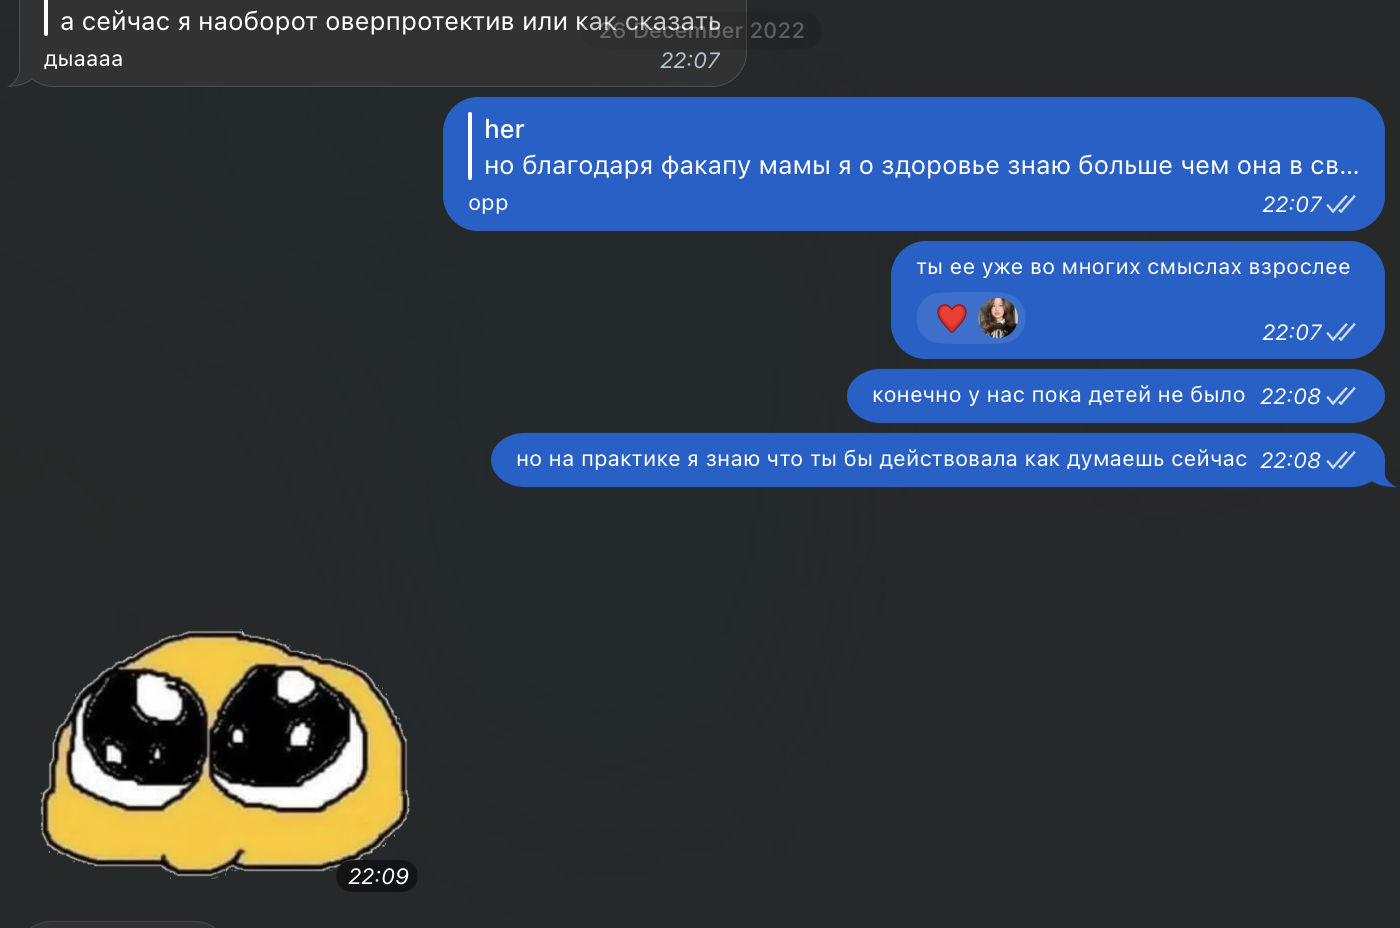 а сейчас я наоборот оверпротектив или как сказать
26 December 2022
дыаааа
22:07
her
но благодаря факапу мамы я о здоровье знаю больше чем она в св...
орр
22:07
ты ее уже во многих смыслах взрослее
22:07
конечно у нас пока детей не было 22:08
но на практике я знаю что ты бы действовала как думаешь сейчас 22:08
22:09